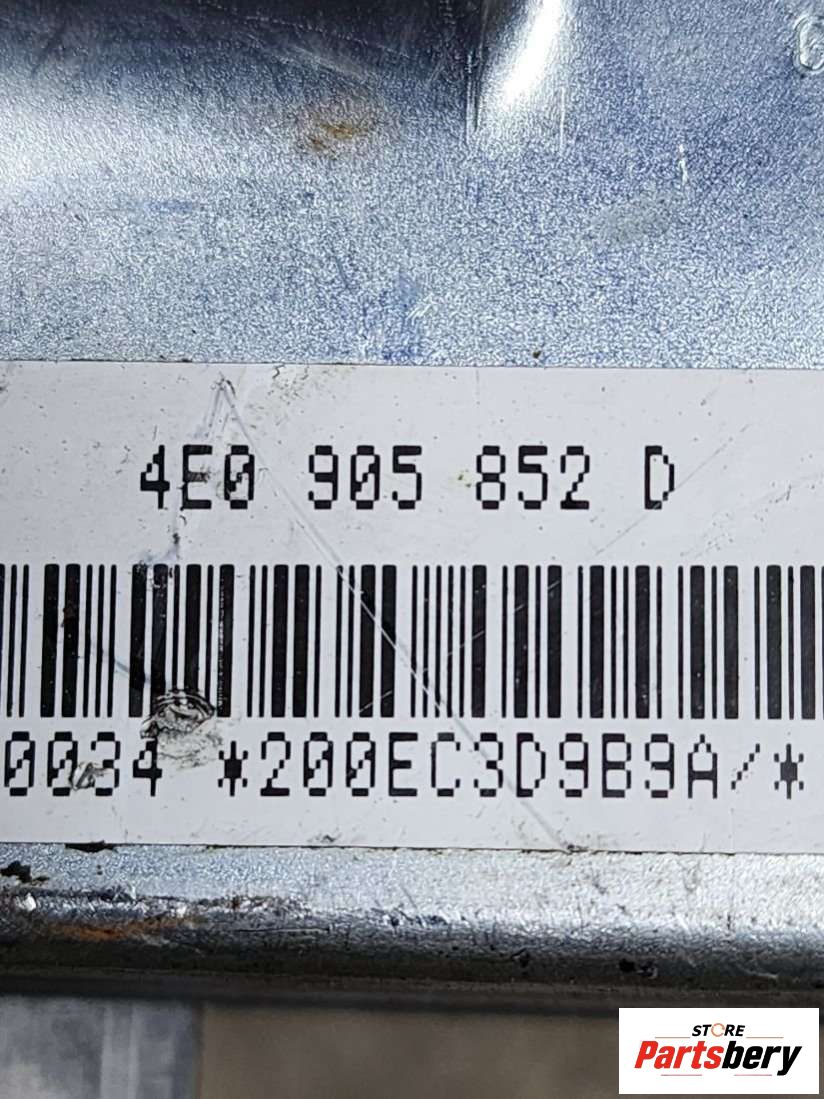 4E0 905 852 D
0034 *200EC3D9B9A/*
STORE
Partsbery